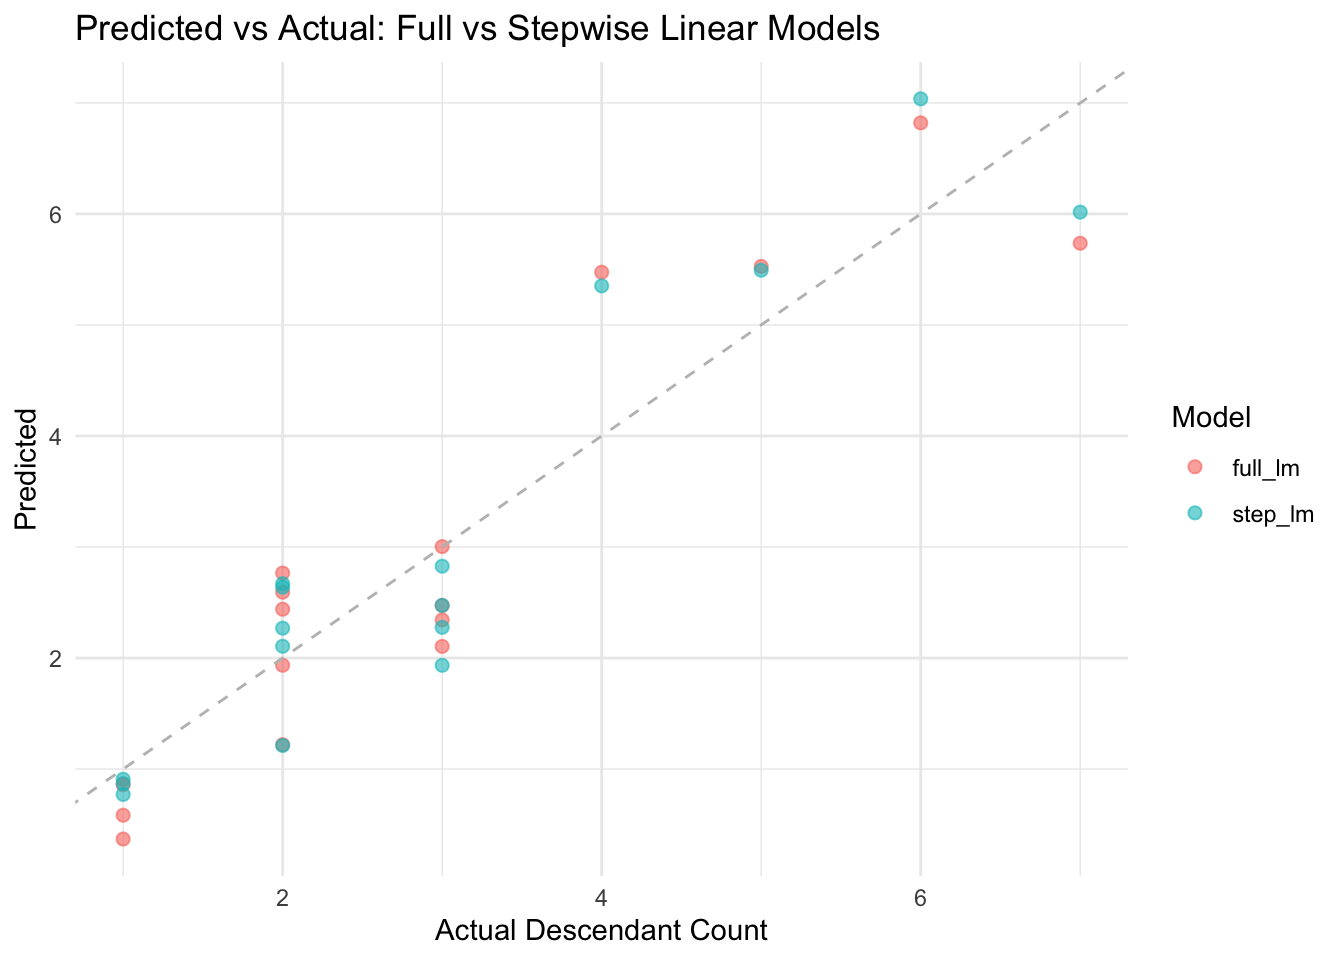 Predicted vs Actual: Full vs Stepwise Linear Models
Predicted
6
4
2
2 4 6
Actual Descendant Count
Model
full_lm
step_lm